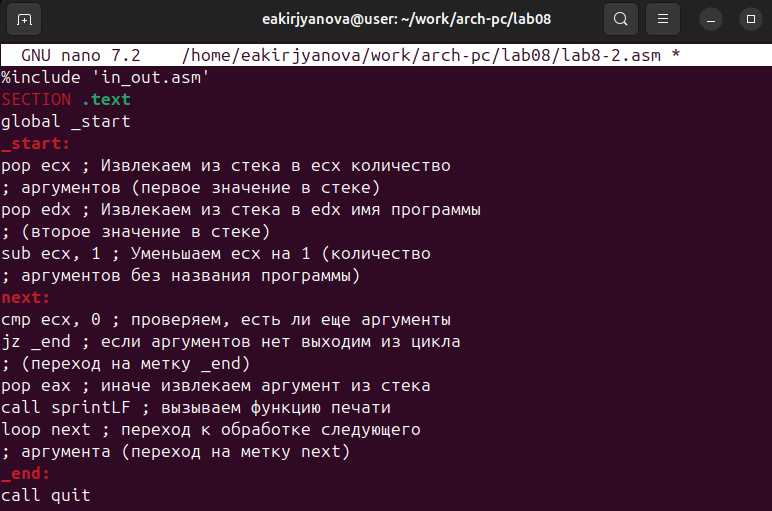 eakirjyanova@user: ~/work/arch-pc/lab08
GNU nano 7.2 /home/eakirjyanova/work/arch-pc/lab08/lab8-2.asm *
%include 'in_out.asm'
SECTION .text
global _start
_start:
pop ecx ; Извлекаем из стека в ecx количество
; аргументов (первое значение в стеке)
pop edx ; Извлекаем из стека в edx имя программы
; (второе значение в стеке)
sub ecx, 1 ; Уменьшаем ecx на 1 (количество
; аргументов без названия программы)
next:
cmp ecx, 0 ; проверяем, есть ли еще аргументы
jz _end ; если аргументов нет выходим из цикла
; (переход на метку _end)
pop eax ; иначе извлекаем аргумент из стека
call sprintLF ; вызываем функцию печати
loop next ; переход к обработке следующего
; аргумента (переход на метку next)
_end:
call quit